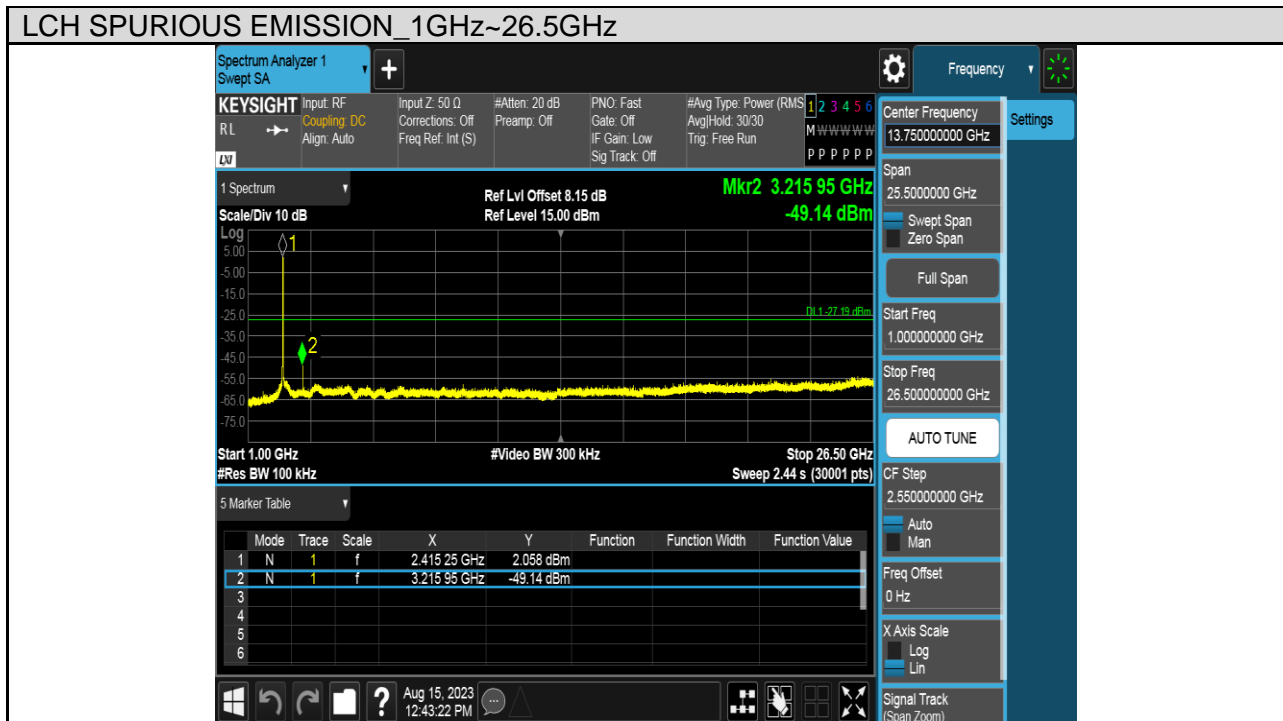 LCH SPURIOUS EMISSION_1GHz~26.5GHz
Spectrum Analyzer 1
Swept SA
+
Frequency
KEYSIGHT
RL
LXI
Input: RF
Coupling: DC
Align: Auto
Input Z: 50 Ω
Corrections: Off
Freq Ref: Int (S)
#Atten: 20 dB
Preamp: Off
PNO: Fast
Gate: Off
IF Gain: Low
Sig Track: Off
#Avg Type: Power (RMS
Avg|Hold: 30/30
Trig: Free Run
1 2 3 4 5 6
M W W W W W
P P P P P P
1 Spectrum
Scale/Div 10 dB
Ref Lvl Offset 8.15 dB
Ref Level 15.00 dBm
Mkr2 3.215 95 GHz
-49.14 dBm
Log
5.00
-5.00
-15.0
-25.0
-35.0
-45.0
-55.0
-65.0
-75.0
1
2
DL1 -27.19 dBm
Start 1.00 GHz
#Res BW 100 kHz
#Video BW 300 kHz
Stop 26.50 GHz
Sweep 2.44 s (30001 pts)
5 Marker Table
Mode Trace Scale X Y Function Function Width Function Value
1 N 1 f 2.415 25 GHz 2.058 dBm
2 N 1 f 3.215 95 GHz -49.14 dBm
3
4
5
6
?
Aug 15, 2023
12:43:22 PM
Center Frequency
13.750000000 GHz
Settings
Span
25.5000000 GHz
Swept Span
Zero Span
Full Span
Start Freq
1.000000000 GHz
Stop Freq
26.500000000 GHz
AUTO TUNE
CF Step
2.550000000 GHz
Auto
Man
Freq Offset
0 Hz
X Axis Scale
Log
Lin
Signal Track
(Span Zoom)